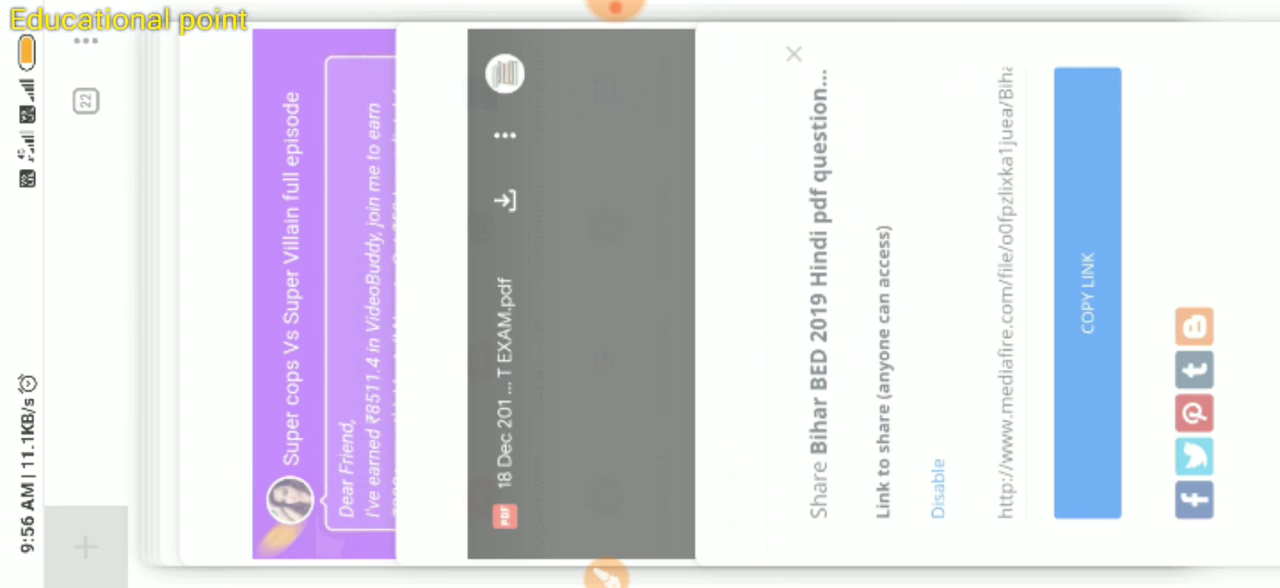 Educational point
9:56 AM | 11.1KB/s
22
Super cops Vs Super Villain full episode
Dear Friend,
I've earned ₹8511.4 in VideoBuddy, join me to earn
PDF
18 Dec 201 ... T EXAM.pdf
Share Bihar BED 2019 Hindi pdf question...
Link to share (anyone can access)
Disable
http://www.mediafire.com/file/o0fpzlixka1juea/Biha
COPY LINK